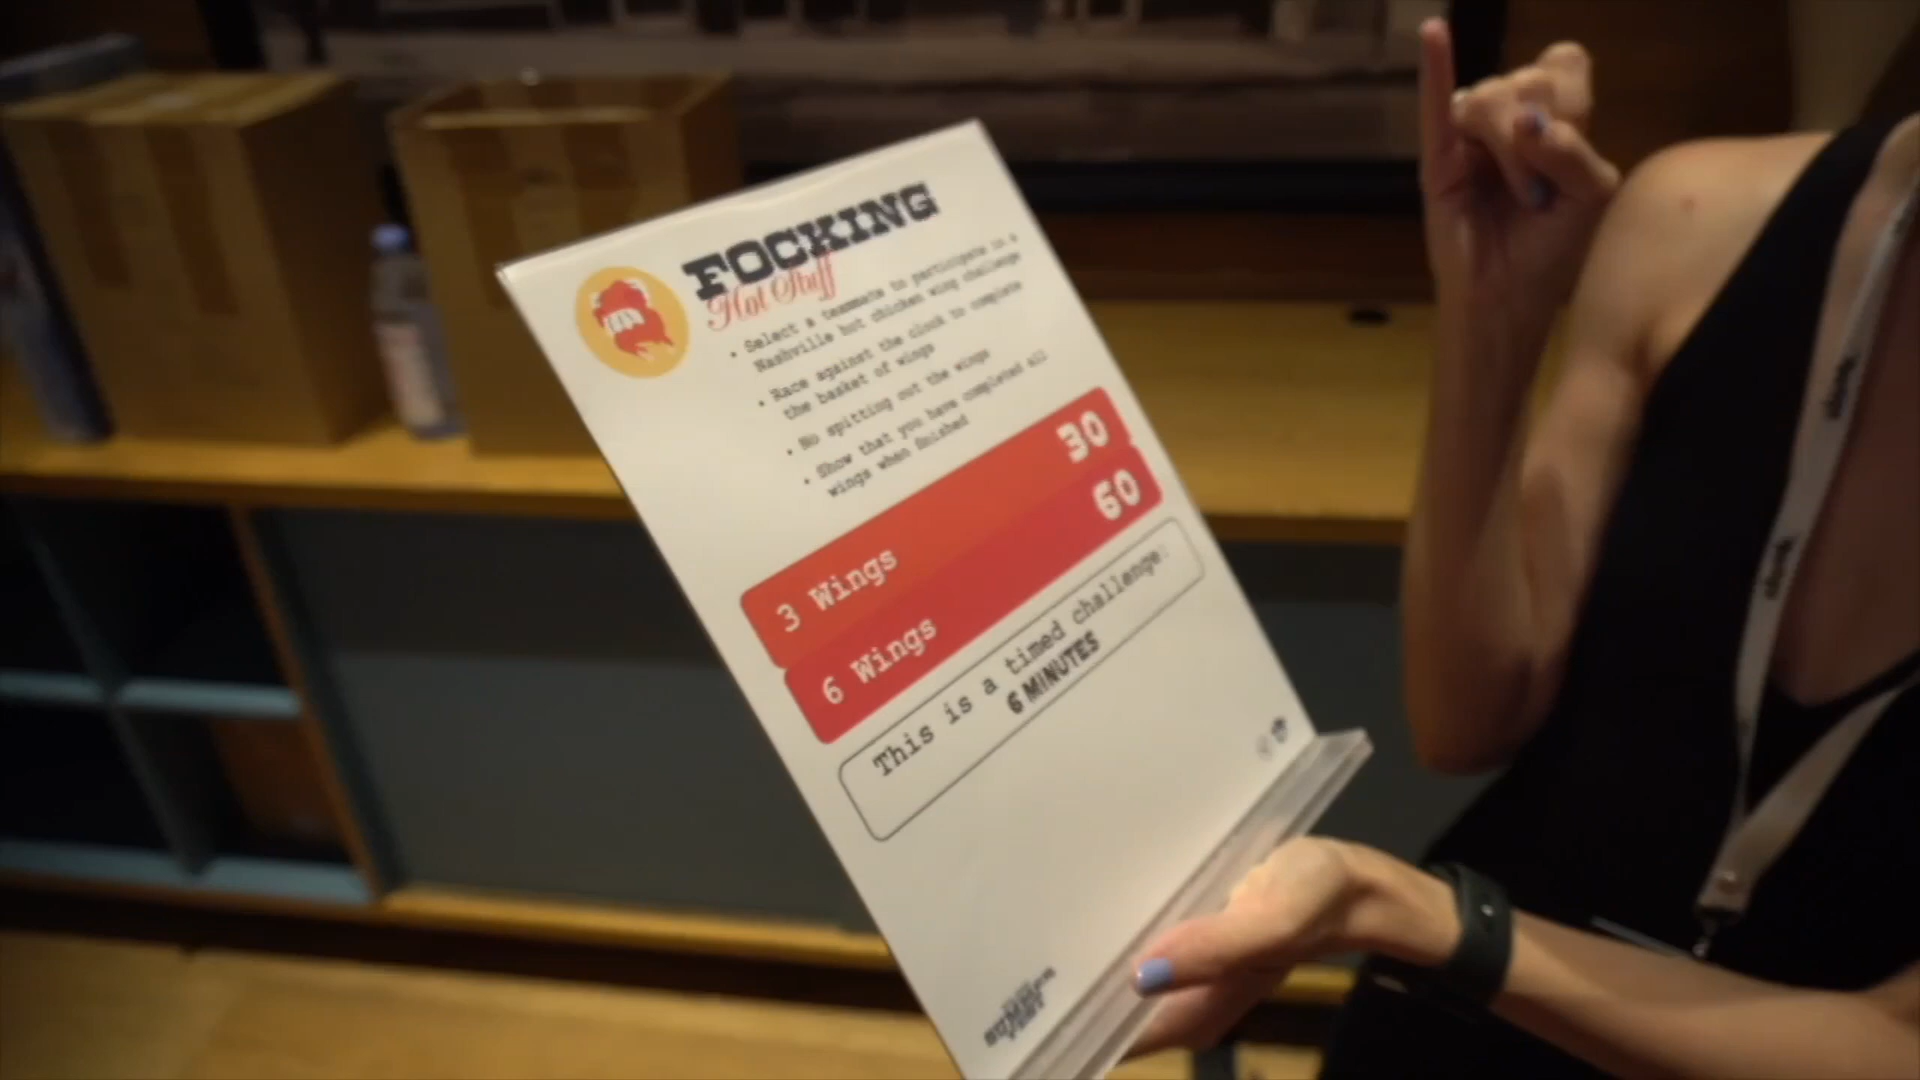 FOCKING
Hot Stuff
• Select a teammate to participate in a
Nashville hot chicken wing challenge
• Race against the clock to complete
the basket of wings
• No spitting out the wings
• Show that you have completed all
wings when finished
3 Wings 30
6 Wings 60
This is a timed challenge:
6 MINUTES